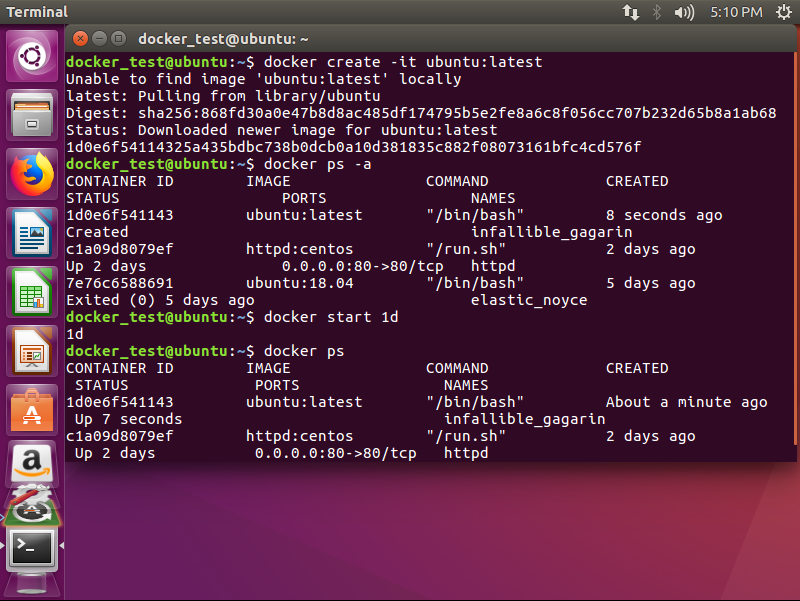 Terminal
5:10 PM
docker_test@ubuntu: ~
docker_test@ubuntu:~$ docker create -it ubuntu:latest
Unable to find image 'ubuntu:latest' locally
latest: Pulling from library/ubuntu
Digest: sha256:868fd30a0e47b8d8ac485df174795b5e2fe8a6c8f056cc707b232d65b8a1ab68
Status: Downloaded newer image for ubuntu:latest
1d0e6f54114325a435bdbc738b0dcb0a10d381835c882f08073161bfc4cd576f
docker_test@ubuntu:~$ docker ps -a
CONTAINER ID IMAGE COMMAND CREATED
STATUS PORTS NAMES
1d0e6f541143 ubuntu:latest "/bin/bash" 8 seconds ago
Created infallible_gagarin
c1a09d8079ef httpd:centos "/run.sh" 2 days ago
Up 2 days 0.0.0.0:80->80/tcp httpd
7e76c6588691 ubuntu:18.04 "/bin/bash" 5 days ago
Exited (0) 5 days ago elastic_noyce
docker_test@ubuntu:~$ docker start 1d
1d
docker_test@ubuntu:~$ docker ps
CONTAINER ID IMAGE COMMAND CREATED
STATUS PORTS NAMES
1d0e6f541143 ubuntu:latest "/bin/bash" About a minute ago
Up 7 seconds infallible_gagarin
c1a09d8079ef httpd:centos "/run.sh" 2 days ago
Up 2 days 0.0.0.0:80->80/tcp httpd